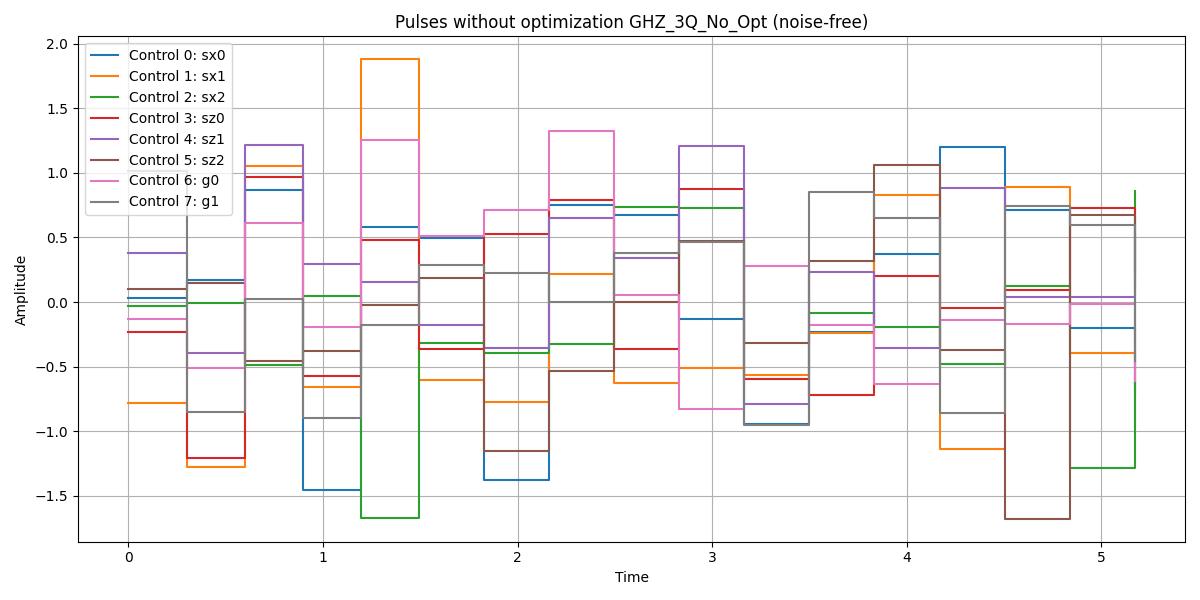 Pulses without optimization GHZ_3Q_No_Opt (noise-free)
2.0
1.5
1.0
0.5
0.0
−0.5
−1.0
−1.5
Amplitude
Control 0: sx0
Control 1: sx1
Control 2: sx2
Control 3: sz0
Control 4: sz1
Control 5: sz2
Control 6: g0
Control 7: g1
0 1 2 3 4 5
Time